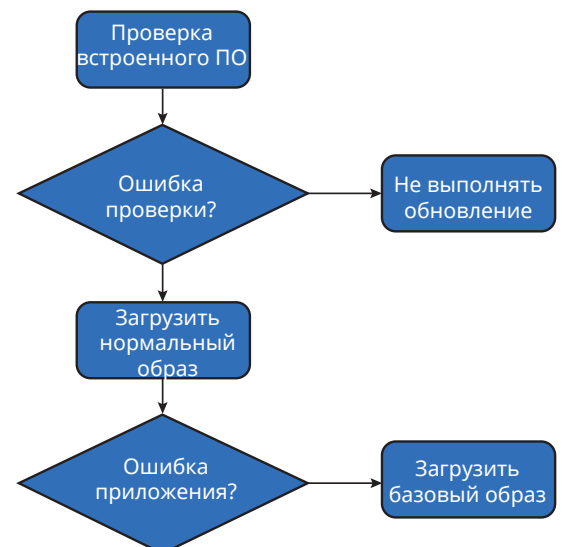 Проверка
встроенного ПО
Ошибка
проверки?
Не выполнять
обновление
Загрузить
нормальный
образ
Ошибка
приложения?
Загрузить
базовый образ